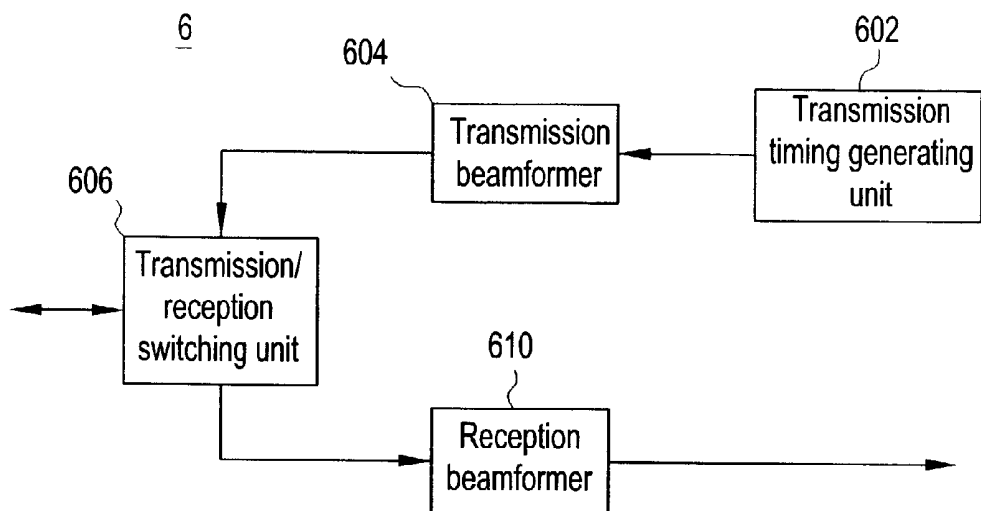 6
604
602
Transmission
beamformer
Transmission
timing generating
unit
606
Transmission/
reception
switching unit
610
Reception
beamformer